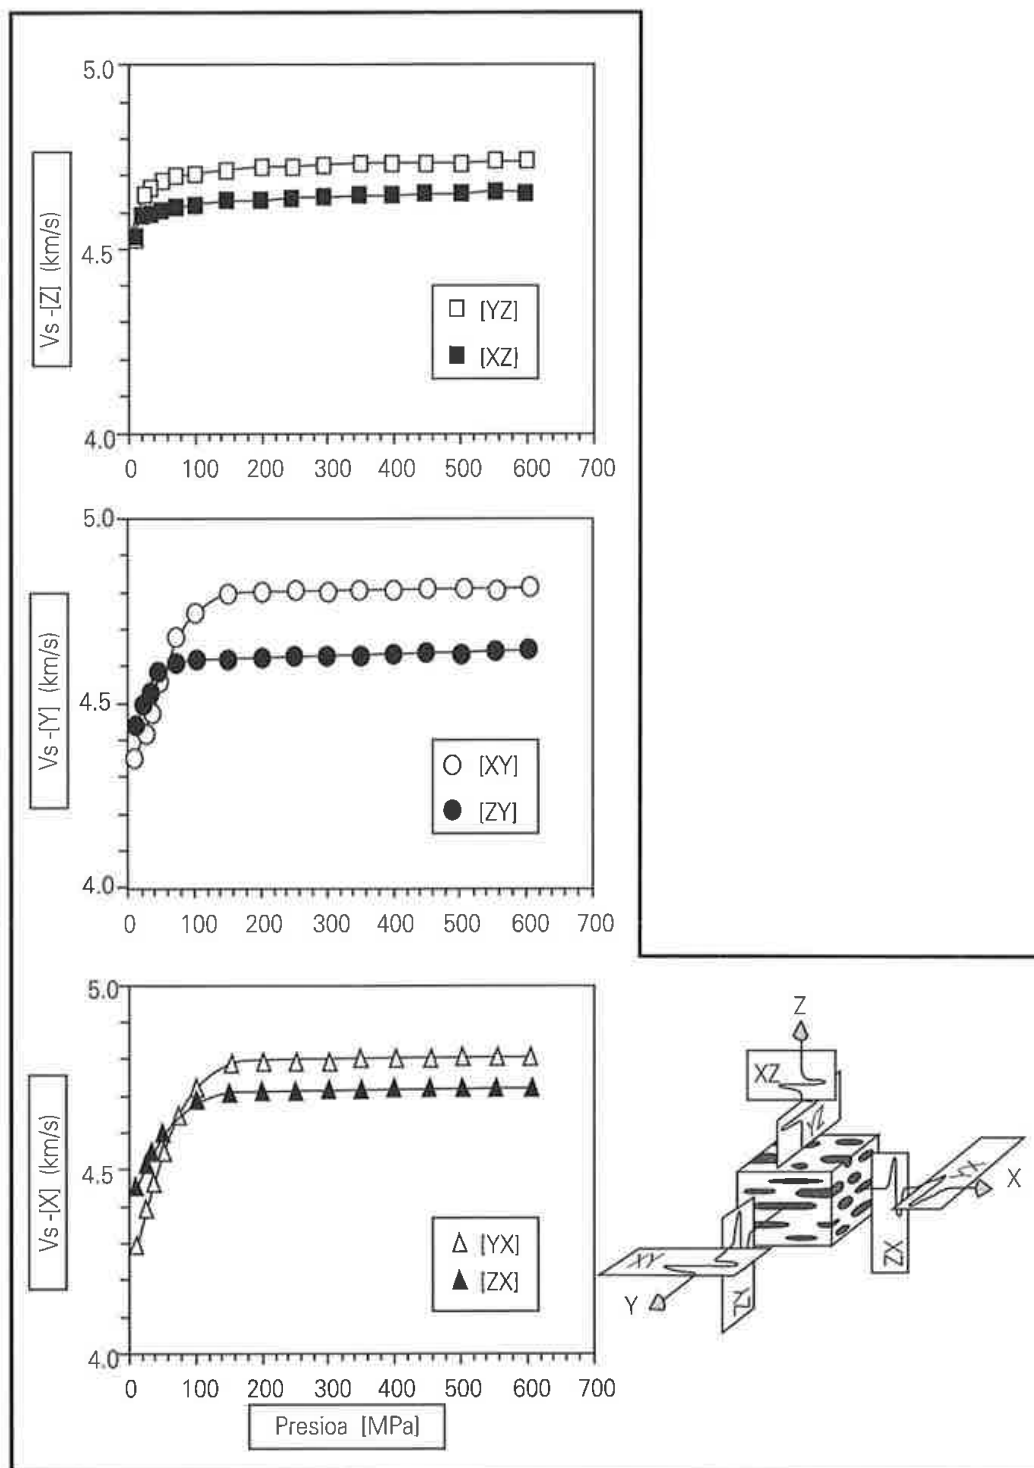 5.0
4.5
4.0
Vs -[Z] (km/s)
[YZ]
[XZ]
0 100 200 300 400 500 600 700
5.0
4.5
4.0
Vs -[Y] (km/s)
[XY]
[ZY]
0 100 200 300 400 500 600 700
5.0
4.5
4.0
Vs -[X] (km/s)
[YX]
[ZX]
0 100 200 300 400 500 600 700
Presioa [MPa]
Z
XZ
YZ
YX
X
ZX
XY
ZY
Y